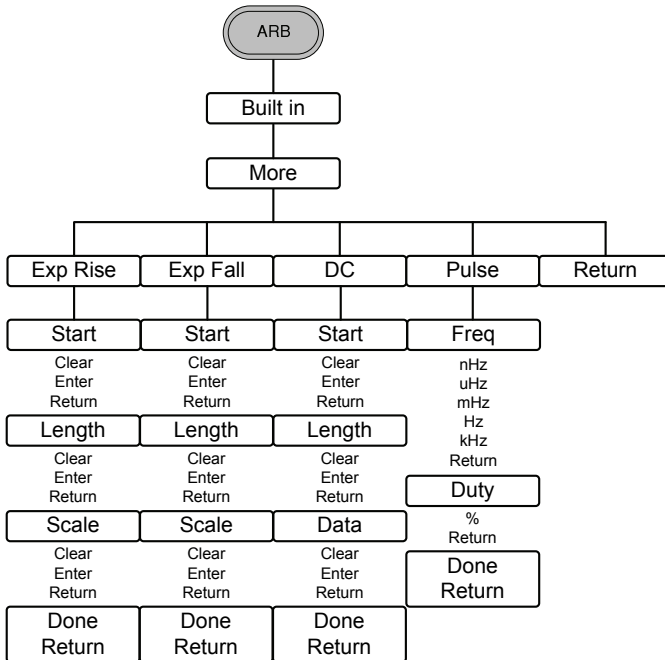 ARB
Built in
More
Exp Rise
Exp Fall
DC
Pulse
Return
Start
Clear
Enter
Return
Length
Clear
Enter
Return
Scale
Clear
Enter
Return
Done
Return
Start
Clear
Enter
Return
Length
Clear
Enter
Return
Scale
Clear
Enter
Return
Done
Return
Start
Clear
Enter
Return
Length
Clear
Enter
Return
Data
Clear
Enter
Return
Done
Return
Freq
nHz
uHz
mHz
Hz
kHz
Return
Duty
%
Return
Done
Return